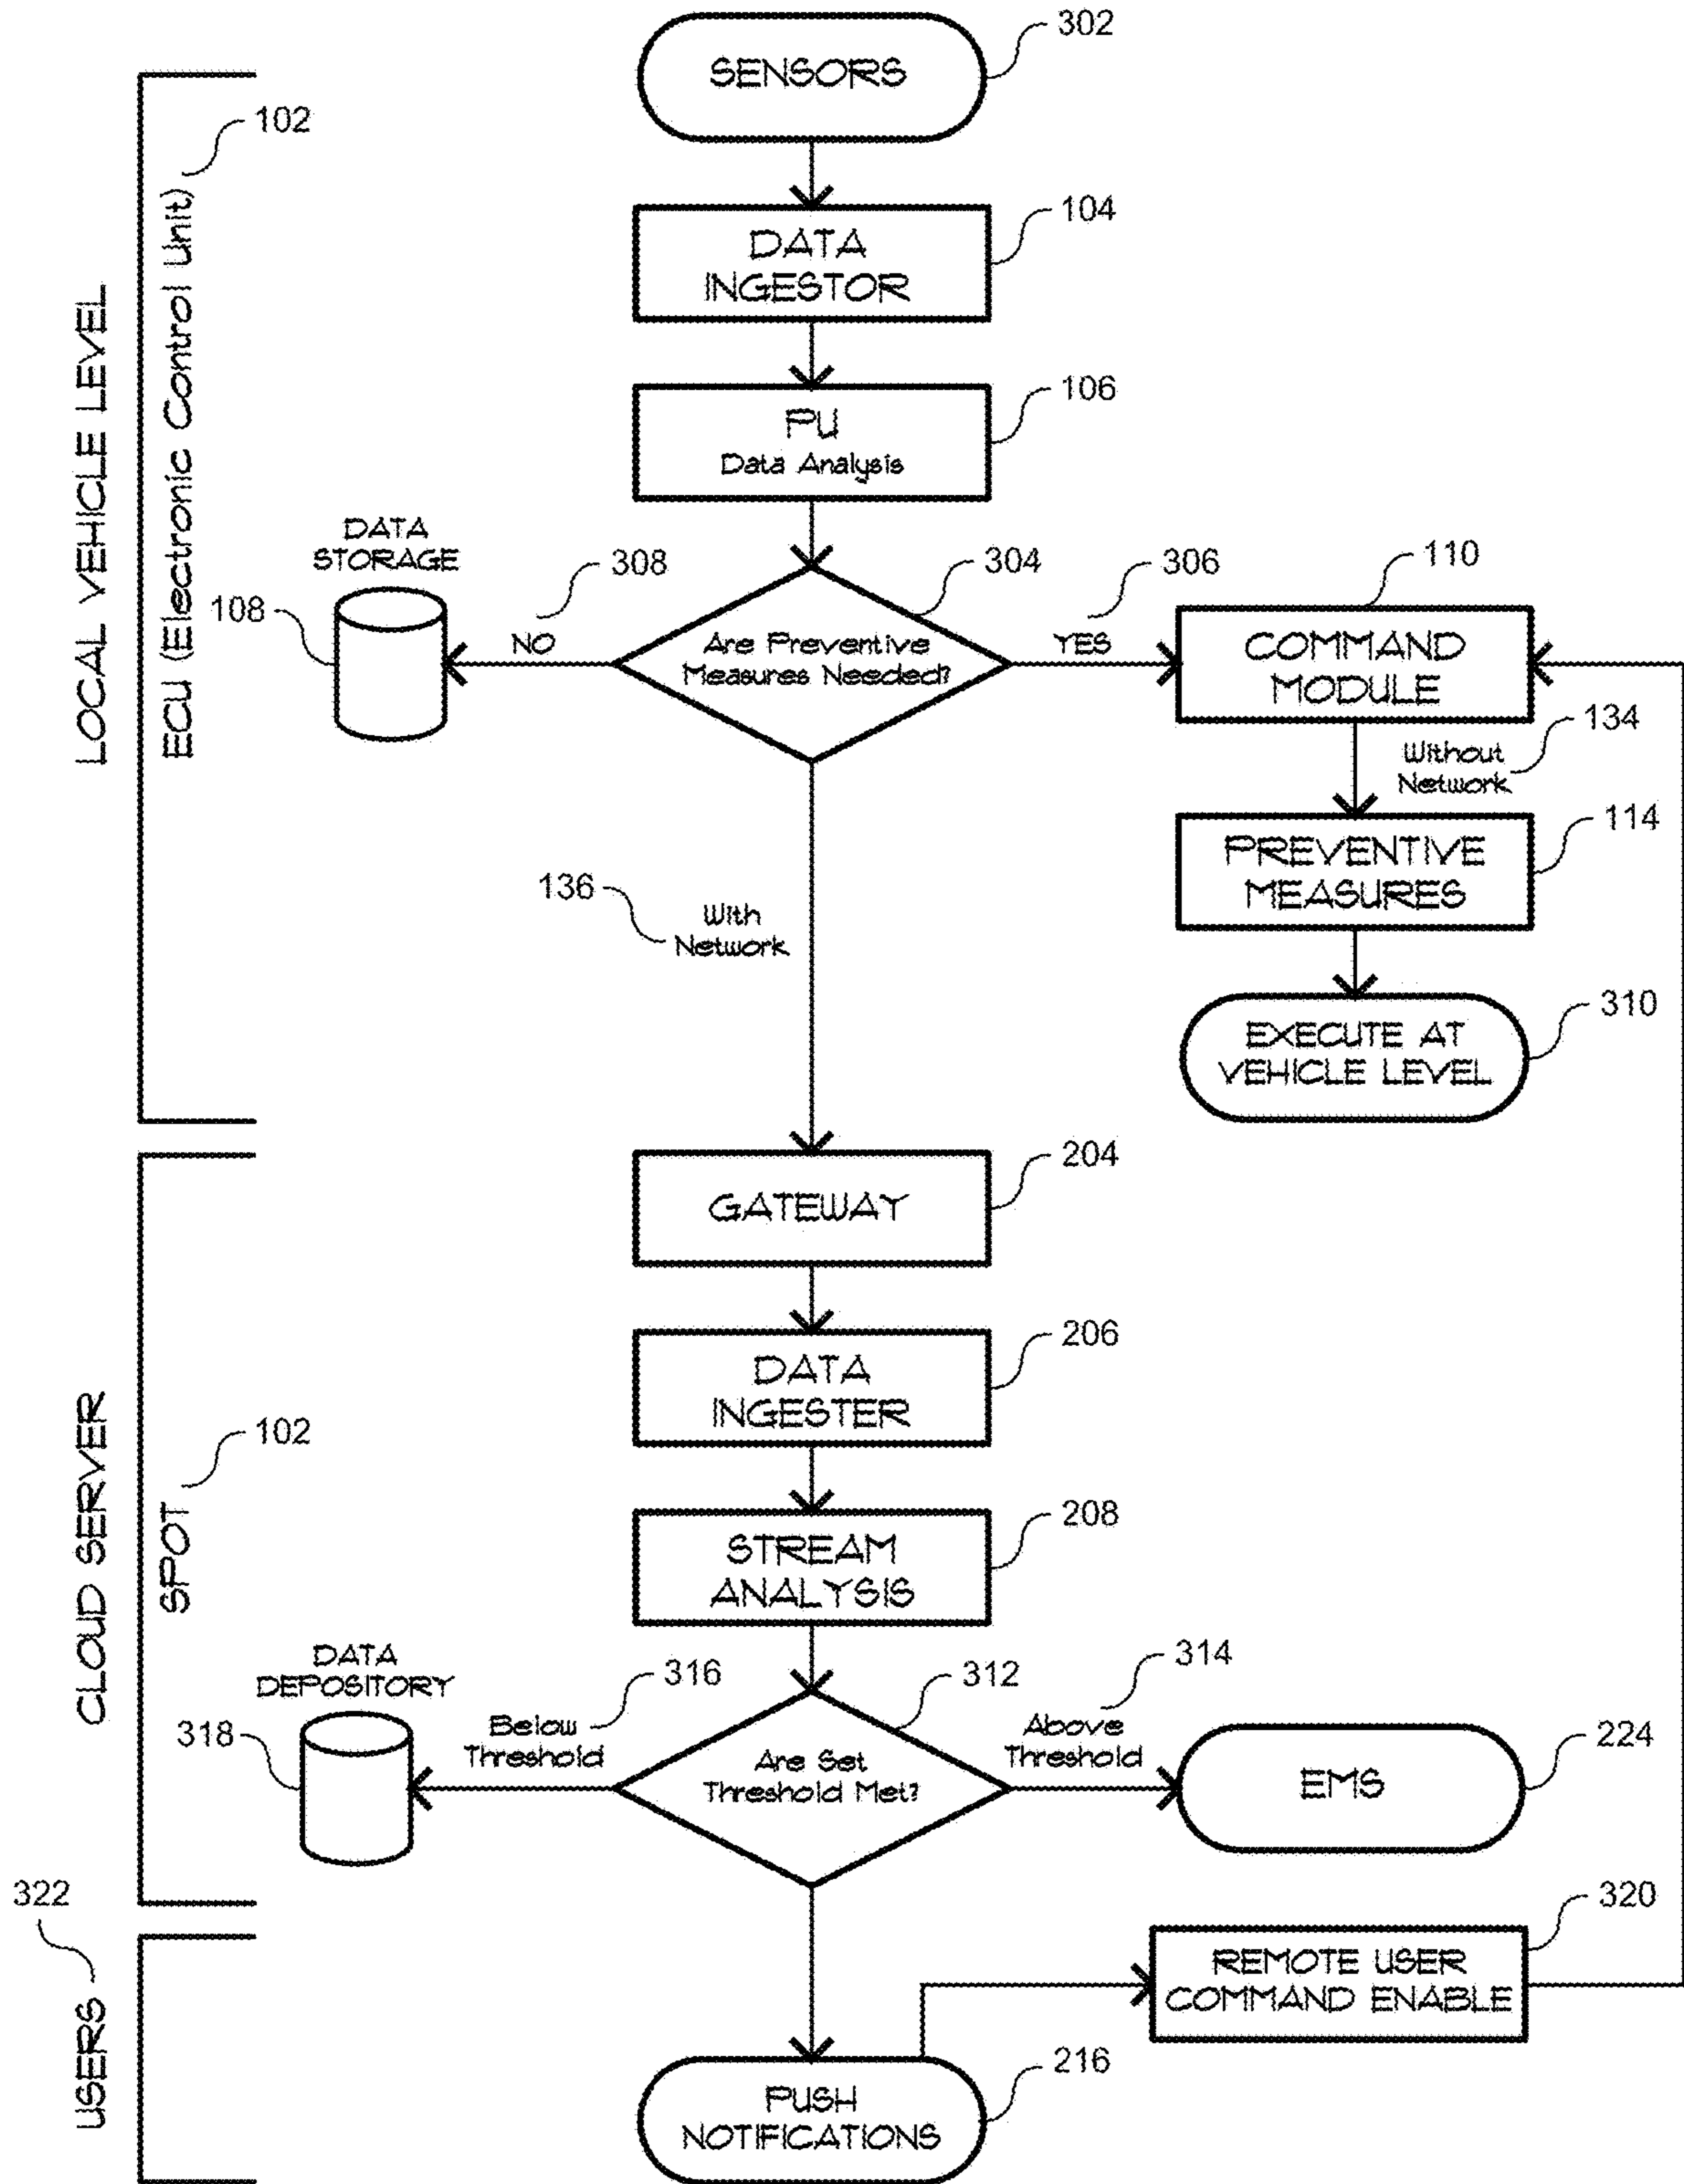 302
SENSORS
102
104
DATA
INGESTOR
LOCAL VEHICLE LEVEL
ECU (Electronic Control Unit)
106
PU
Data Analysis
DATA
STORAGE
108
308
NO
304
Are Preventive
Measures Needed?
306
YES
110
COMMAND
MODULE
134
Without
Network
114
PREVENTIVE
MEASURES
136
With
Network
310
EXECUTE AT
VEHICLE LEVEL
204
GATEWAY
206
DATA
INGESTER
CLOUD SERVER
102
SPOT
208
STREAM
ANALYSIS
DATA
DEPOSITORY
318
316
Below
Threshold
312
Are Set
Threshold Met?
314
Above
Threshold
224
EMS
322
USERS
320
REMOTE USER
COMMAND ENABLE
216
PUSH
NOTIFICATIONS